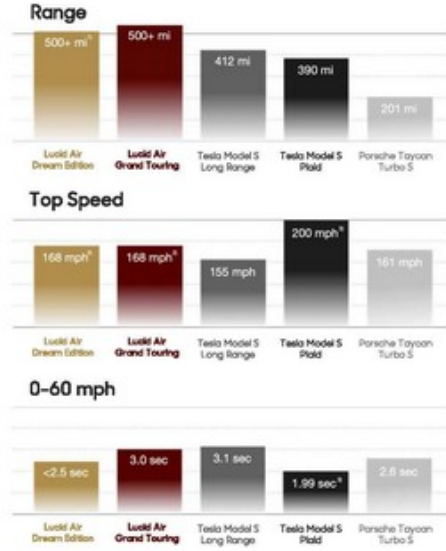 Range
500+ mi*
500+ mi
412 mi
390 mi
201 mi
Lucid Air Dream Edition
Lucid Air Grand Touring
Tesla Model S Long Range
Tesla Model S Plaid
Porsche Taycan Turbo S
Top Speed
168 mph*
168 mph*
155 mph
200 mph*
161 mph
Lucid Air Dream Edition
Lucid Air Grand Touring
Tesla Model S Long Range
Tesla Model S Plaid
Porsche Taycan Turbo S
0-60 mph
<2.5 sec
3.0 sec
3.1 sec
1.99 sec*
2.6 sec
Lucid Air Dream Edition
Lucid Air Grand Touring
Tesla Model S Long Range
Tesla Model S Plaid
Porsche Taycan Turbo S